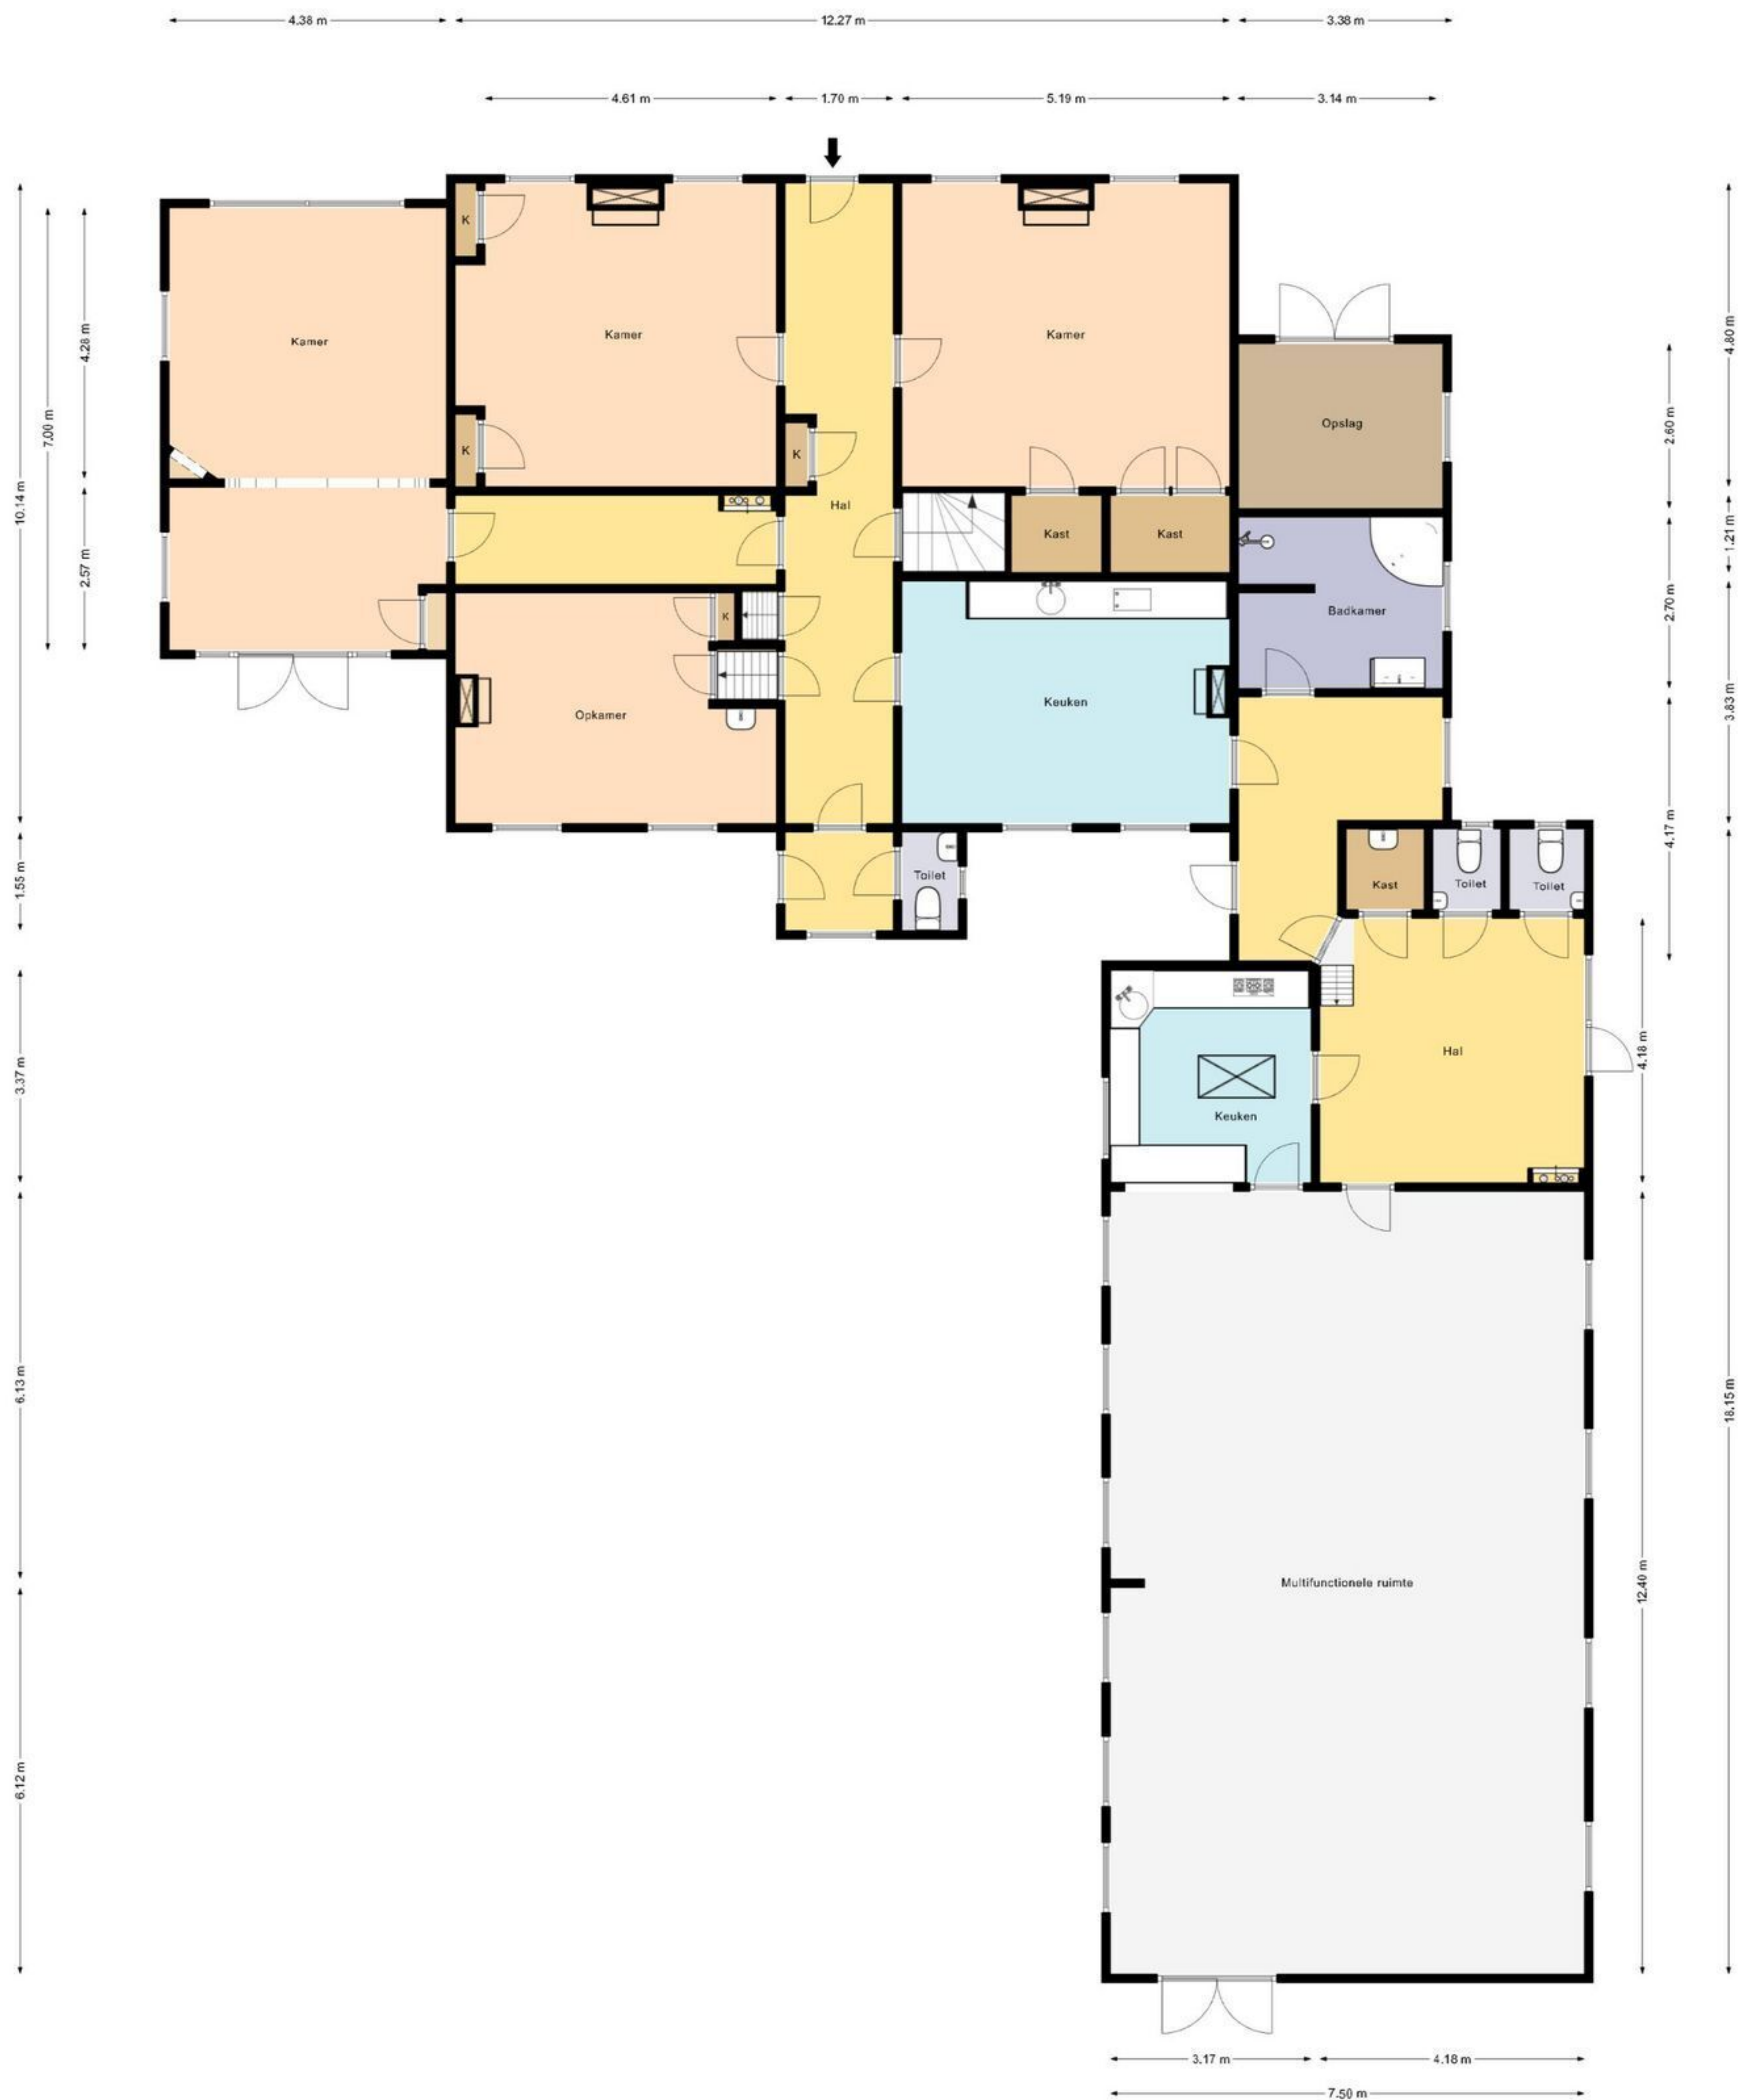 4.38 m
12.27 m
3.38 m
4.61 m
1.70 m
5.19 m
3.14 m
K
Kamer
Kamer
Kamer
4.28 m
4.80 m
7.00 m
Opslag
2.60 m
K
K
10.14 m
Hal
Kast
Kast
1.21 m
2.57 m
Badkamer
2.70 m
K
Keuken
3.83 m
Opkamer
4.17 m
1.55 m
Toilet
Kast
Toilet
Toilet
Hal
4.18 m
3.37 m
Keuken
6.13 m
18.15 m
Multifunctionele ruimte
12.40 m
6.12 m
3.17 m
4.18 m
7.50 m